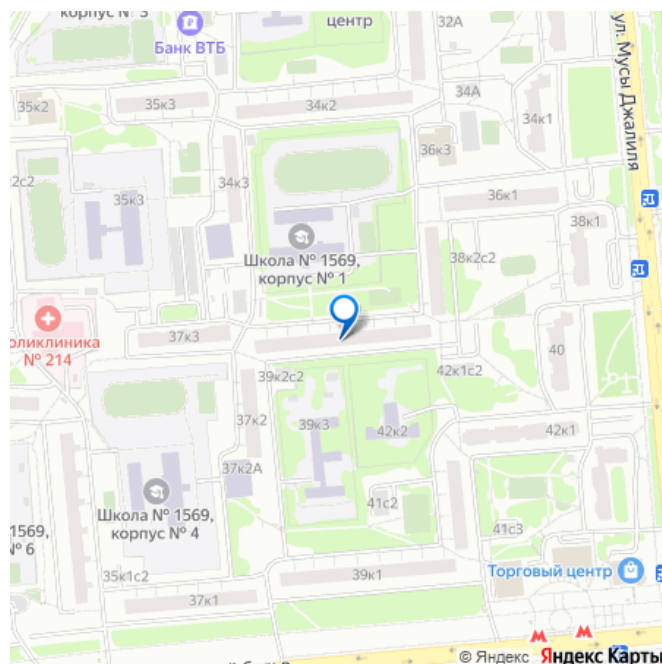 корпус № 3
Банк ВТБ
центр
32А
35к2
35к3
34к2
34А
34к1
ул. Мусы Джалиля
36к3
2с2
35к3
34к3
36к1
38к1
Школа № 1569,
корпус № 1
38к2с2
оликлиника
№ 214
37к3
40
39к2с2
42к1с2
37к2
39к3
42к2
42к1
37к2А
Школа № 1569,
корпус № 4
41с2
41с3
1569,
№ 6
35к1с2
39к1
Торговый центр
37к1
© Яндекс Яндекс Карты